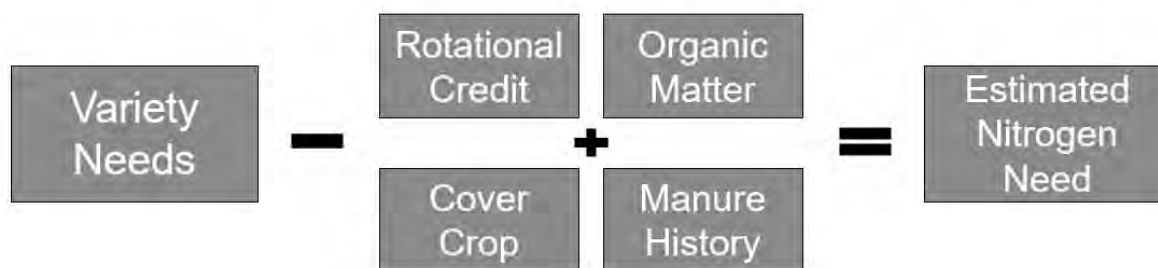 Variety
Needs
−
Rotational
Credit
Organic
Matter
+
Cover
Crop
Manure
History
=
Estimated
Nitrogen
Need